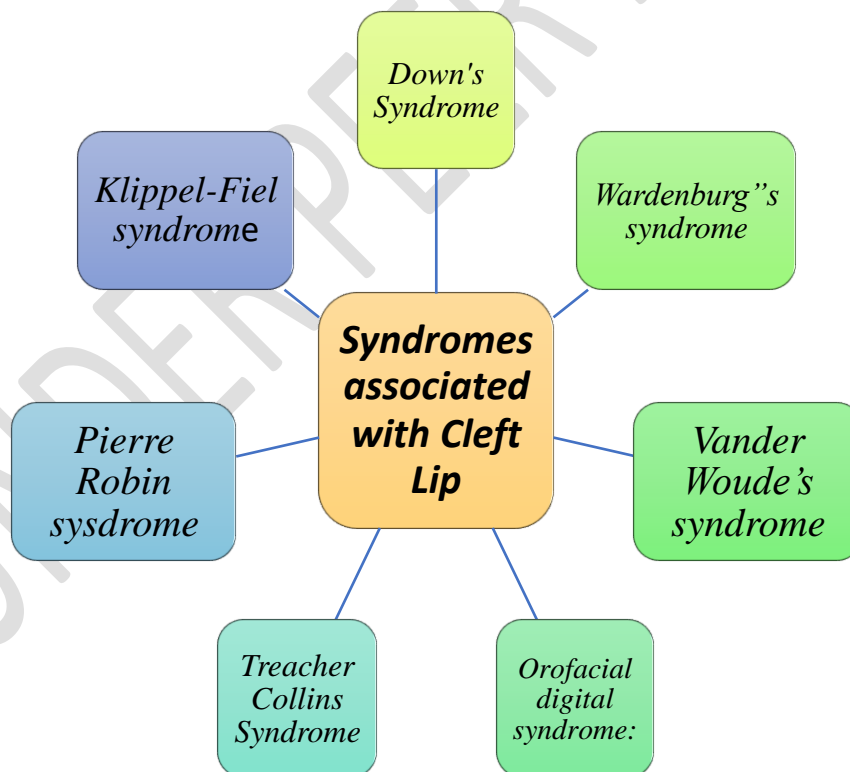 Down's
Syndrome
Wardenburg”s
syndrome
Vander
Woude’s
syndrome
Orofacial
digital
syndrome:
Treacher
Collins
Syndrome
Pierre
Robin
sysdrome
Klippel-Fiel
syndrome
Syndromes
associated
with Cleft
Lip